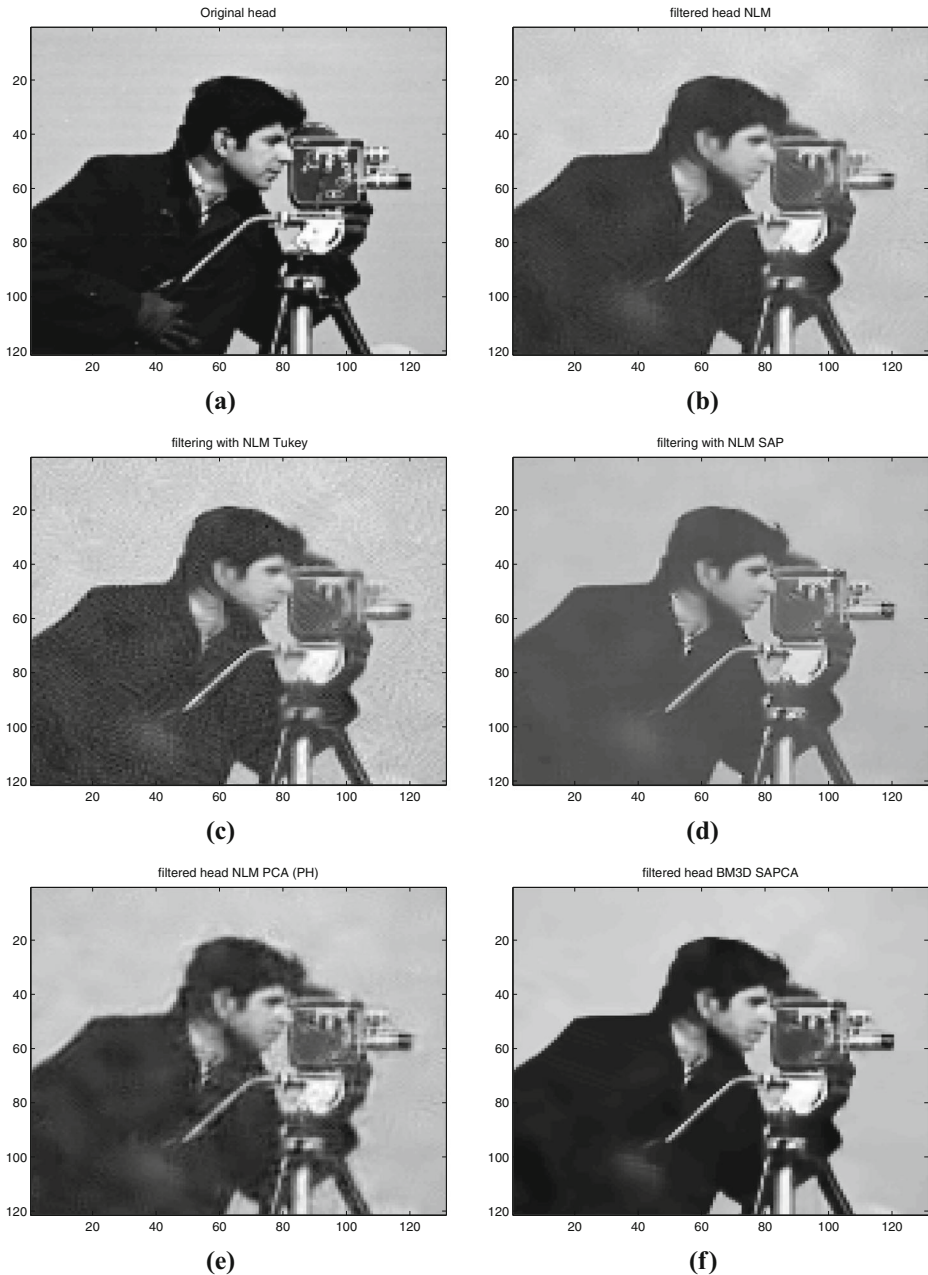 Original head
20
40
60
80
100
120
20 40 60 80 100 120
(a)
filtered head NLM
20
40
60
80
100
120
20 40 60 80 100 120
(b)
filtering with NLM Tukey
20
40
60
80
100
120
20 40 60 80 100 120
(c)
filtering with NLM SAP
20
40
60
80
100
120
20 40 60 80 100 120
(d)
filtered head NLM PCA (PH)
20
40
60
80
100
120
20 40 60 80 100 120
(e)
filtered head BM3D SAPCA
20
40
60
80
100
120
20 40 60 80 100 120
(f)